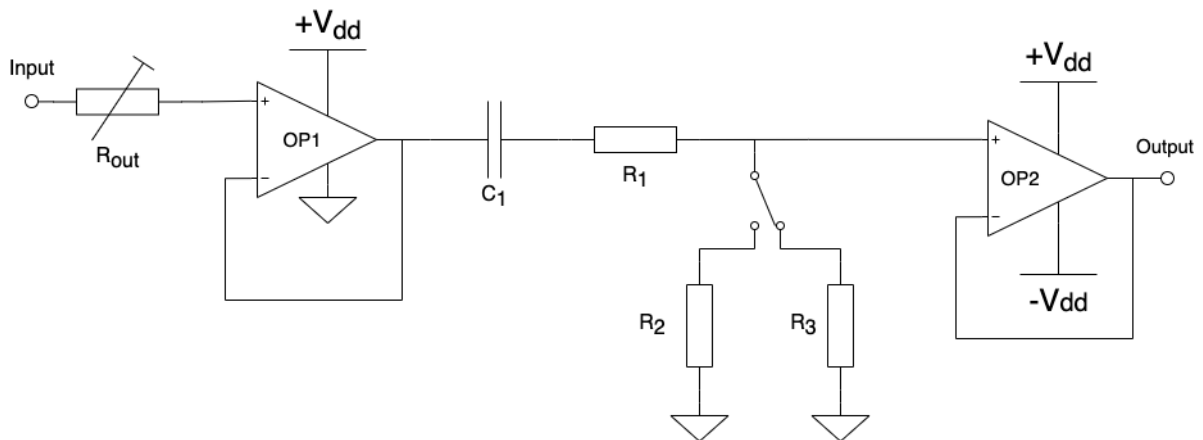 Input
Rout
+Vdd
+
-
OP1
C1
R1
R2
R3
+Vdd
+
-
OP2
-Vdd
Output